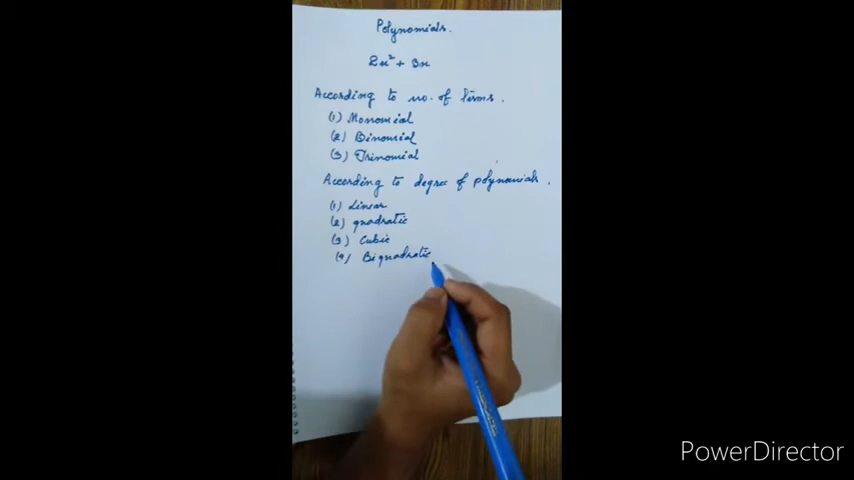 Polynomials.
2x² + 3x
According to no. of terms.
(1) Monomial
(2) Binomial
(3) Trinomial
According to degree of polynomials.
(1) Linear
(2) quadratic
(3) Cubic
(4) Biquadratic
PowerDirector